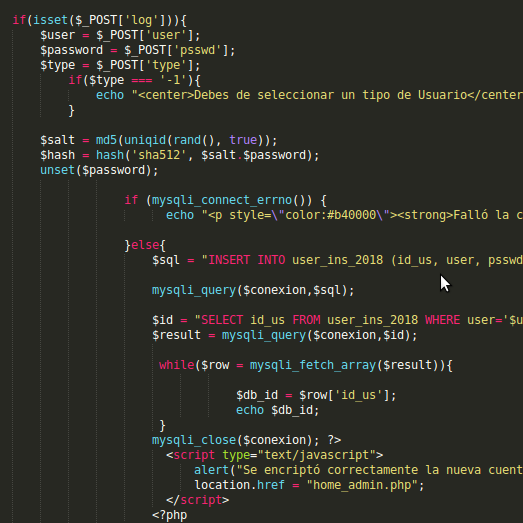 if(isset($_POST['log'])){
$user = $_POST['user'];
$password = $_POST['psswd'];
$type = $_POST['type'];
if($type === '-1'){
echo "<center>Debes de seleccionar un tipo de Usuario</center
}
$salt = md5(uniqid(rand(), true));
$hash = hash('sha512', $salt.$password);
unset($password);
if (mysqli_connect_errno()) {
echo "<p style=\"color:#b40000\"><strong>Falló la c
}else{
$sql = "INSERT INTO user_ins_2018 (id_us, user, psswd
mysqli_query($conexion,$sql);
$id = "SELECT id_us FROM user_ins_2018 WHERE user='$u
$result = mysqli_query($conexion,$id);
while($row = mysqli_fetch_array($result)){
$db_id = $row['id_us'];
echo $db_id;
}
mysqli_close($conexion); ?>
<script type="text/javascript">
alert("Se encriptó correctamente la nueva cuent
location.href = "home_admin.php";
</script>
<?php